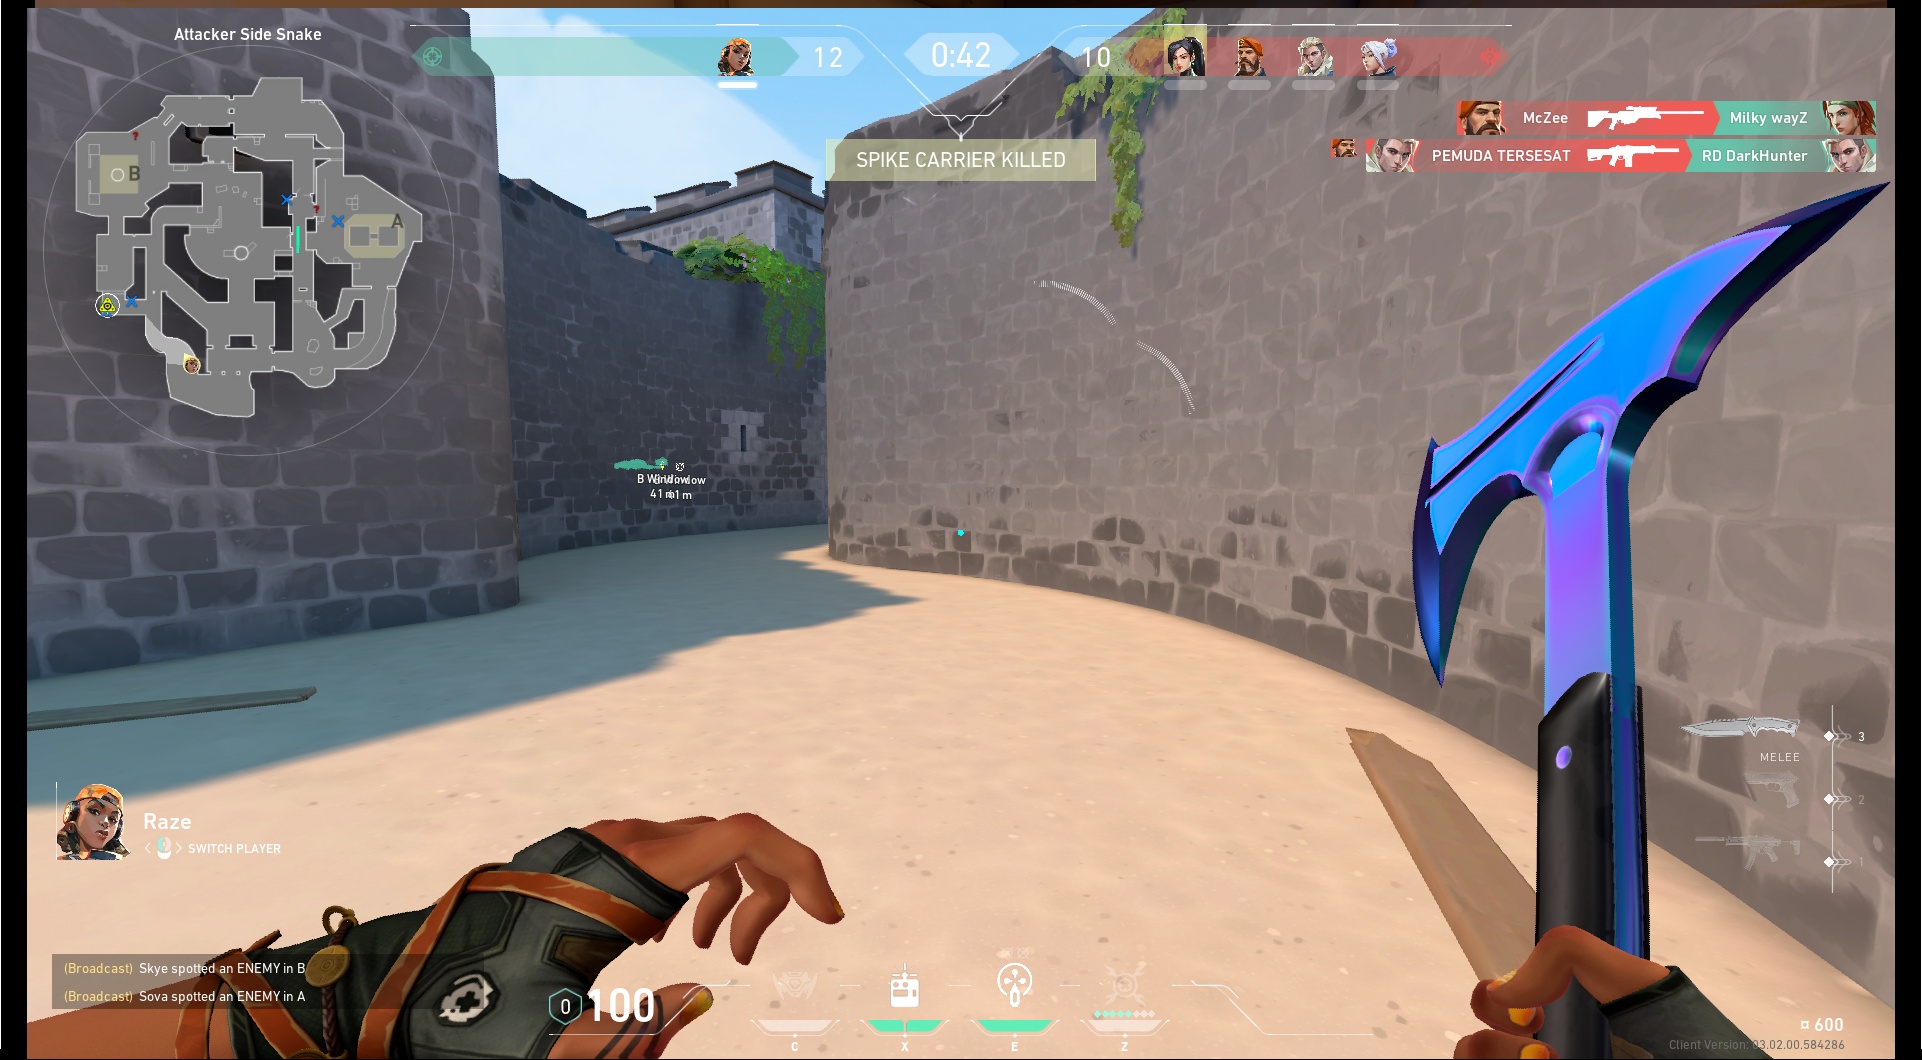 Attacker Side Snake
12
0:42
10
McZee
Milky wayZ
PEMUDA TERSESAT
RD DarkHunter
SPIKE CARRIER KILLED
B
A
B Window
41m
3
MELEE
2
1
Raze
SWITCH PLAYER
(Broadcast) Skye spotted an ENEMY in B
(Broadcast) Sova spotted an ENEMY in A
0
100
C
X
E
Z
¤ 600
Client Version: 03.02.00.584286